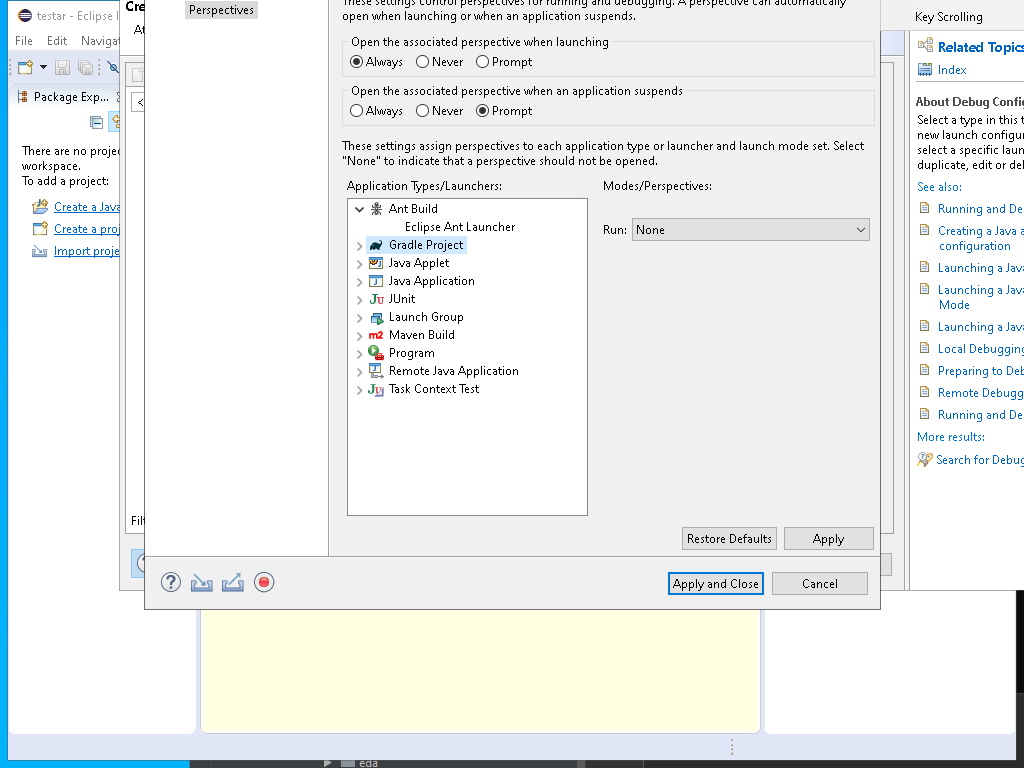 testar - Eclipse I
File Edit Naviga
Package Exp...
There are no proje
workspace.
To add a project:
Create a Java
Create a proj
Import proje
Cre
Filt
Perspectives
These settings control perspectives for running and debugging. A perspective can automatically
open when launching or when an application suspends.
Open the associated perspective when launching
Always Never Prompt
Open the associated perspective when an application suspends
Always Never Prompt
These settings assign perspectives to each application type or launcher and launch mode set. Select
"None" to indicate that a perspective should not be opened.
Application Types/Launchers:
Modes/Perspectives:
Ant Build
Eclipse Ant Launcher
Gradle Project
Java Applet
Java Application
JUnit
Launch Group
Maven Build
Program
Remote Java Application
Task Context Test
Run: None
Restore Defaults Apply
Apply and Close Cancel
Key Scrolling
Related Topics
Index
About Debug Config
Select a type in this t
new launch configur
select a specific laun
duplicate, edit or del
See also:
Running and De
Creating a Java a
configuration
Launching a Java
Launching a Java
Mode
Launching a Java
Local Debugging
Preparing to Deb
Remote Debugg
Running and De
More results:
Search for Debug
eda